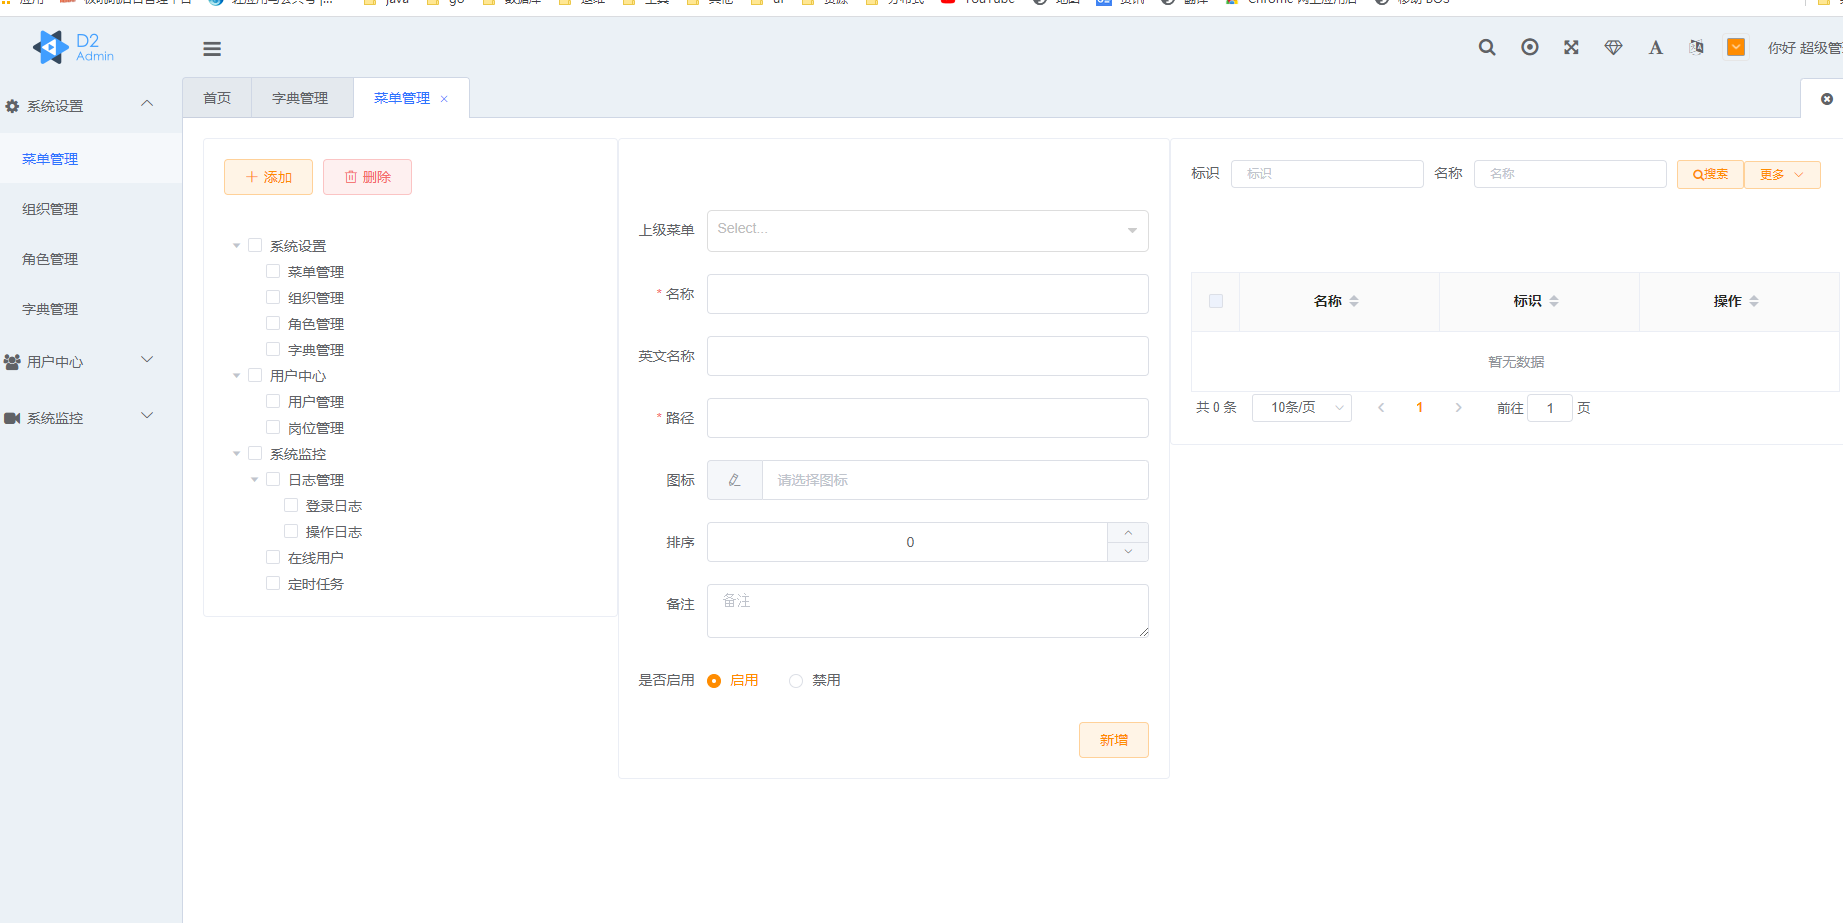 java
go
YouTube
D2
Admin
你好 超级管
首页
字典管理
菜单管理
系统设置
菜单管理
组织管理
角色管理
字典管理
用户中心
系统监控
添加
删除
系统设置
菜单管理
组织管理
角色管理
字典管理
用户中心
用户管理
岗位管理
系统监控
日志管理
登录日志
操作日志
在线用户
定时任务
上级菜单 Select...
* 名称
英文名称
* 路径
图标 请选择图标
排序 0
备注 备注
是否启用 启用 禁用
新增
标识 标识 名称 名称 搜索 更多
名称 标识 操作
暂无数据
共 0 条 10条/页 1 前往 1 页